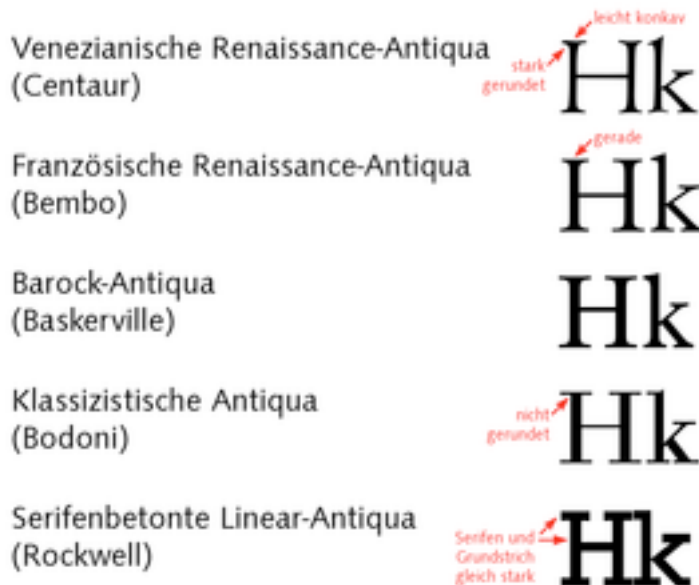 Venezianische Renaissance-Antiqua
(Centaur)
leicht konkav
stark
gerundet
Hk
Französische Renaissance-Antiqua
(Bembo)
gerade
Hk
Barock-Antiqua
(Baskerville)
Hk
Klassizistische Antiqua
(Bodoni)
nicht
gerundet
Hk
Serifenbetonte Linear-Antiqua
(Rockwell)
Serifen und
Grundstrich
gleich stark
Hk